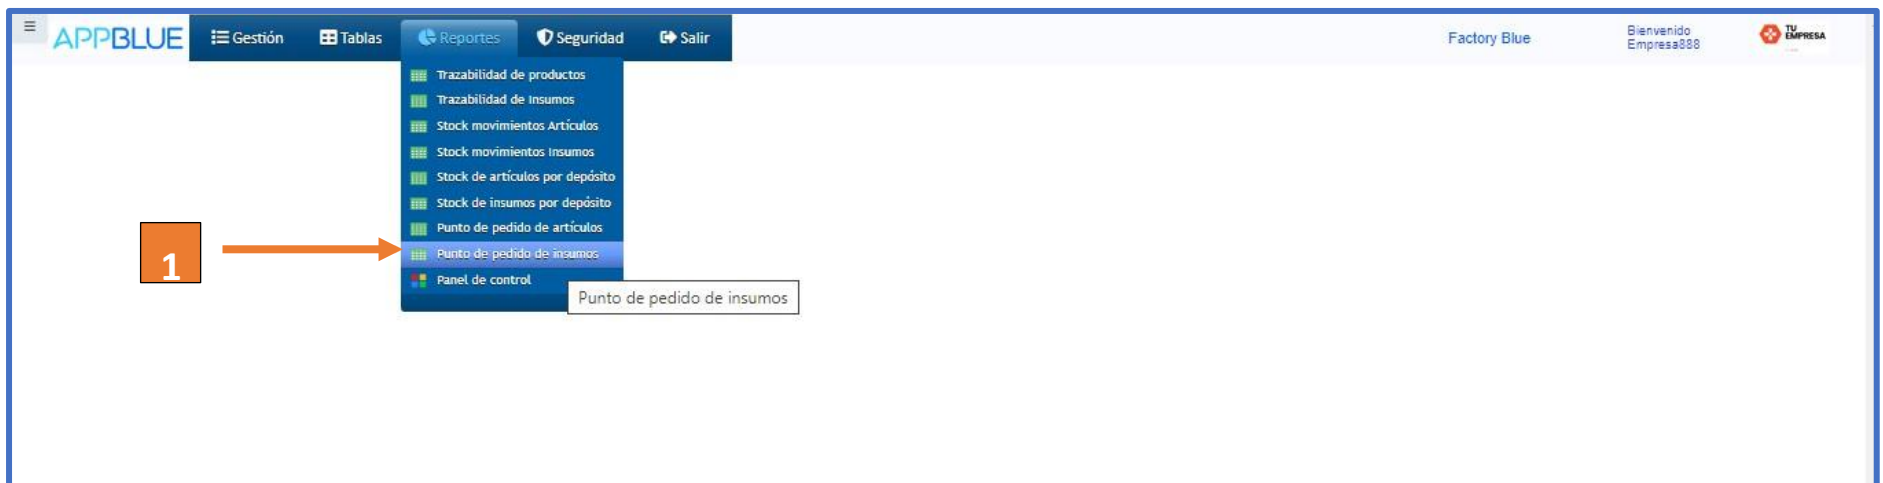 ≡ APPBLUE Gestión Tablas Reportes Seguridad Salir Factory Blue Bienvenido
Empresa888
TU
EMPRESA
Trazabilidad de productos
Trazabilidad de Insumos
Stock movimientos Artículos
Stock movimientos Insumos
Stock de artículos por depósito
Stock de insumos por depósito
Punto de pedido de artículos
1
Punto de pedido de insumos
Panel de control
Punto de pedido de insumos